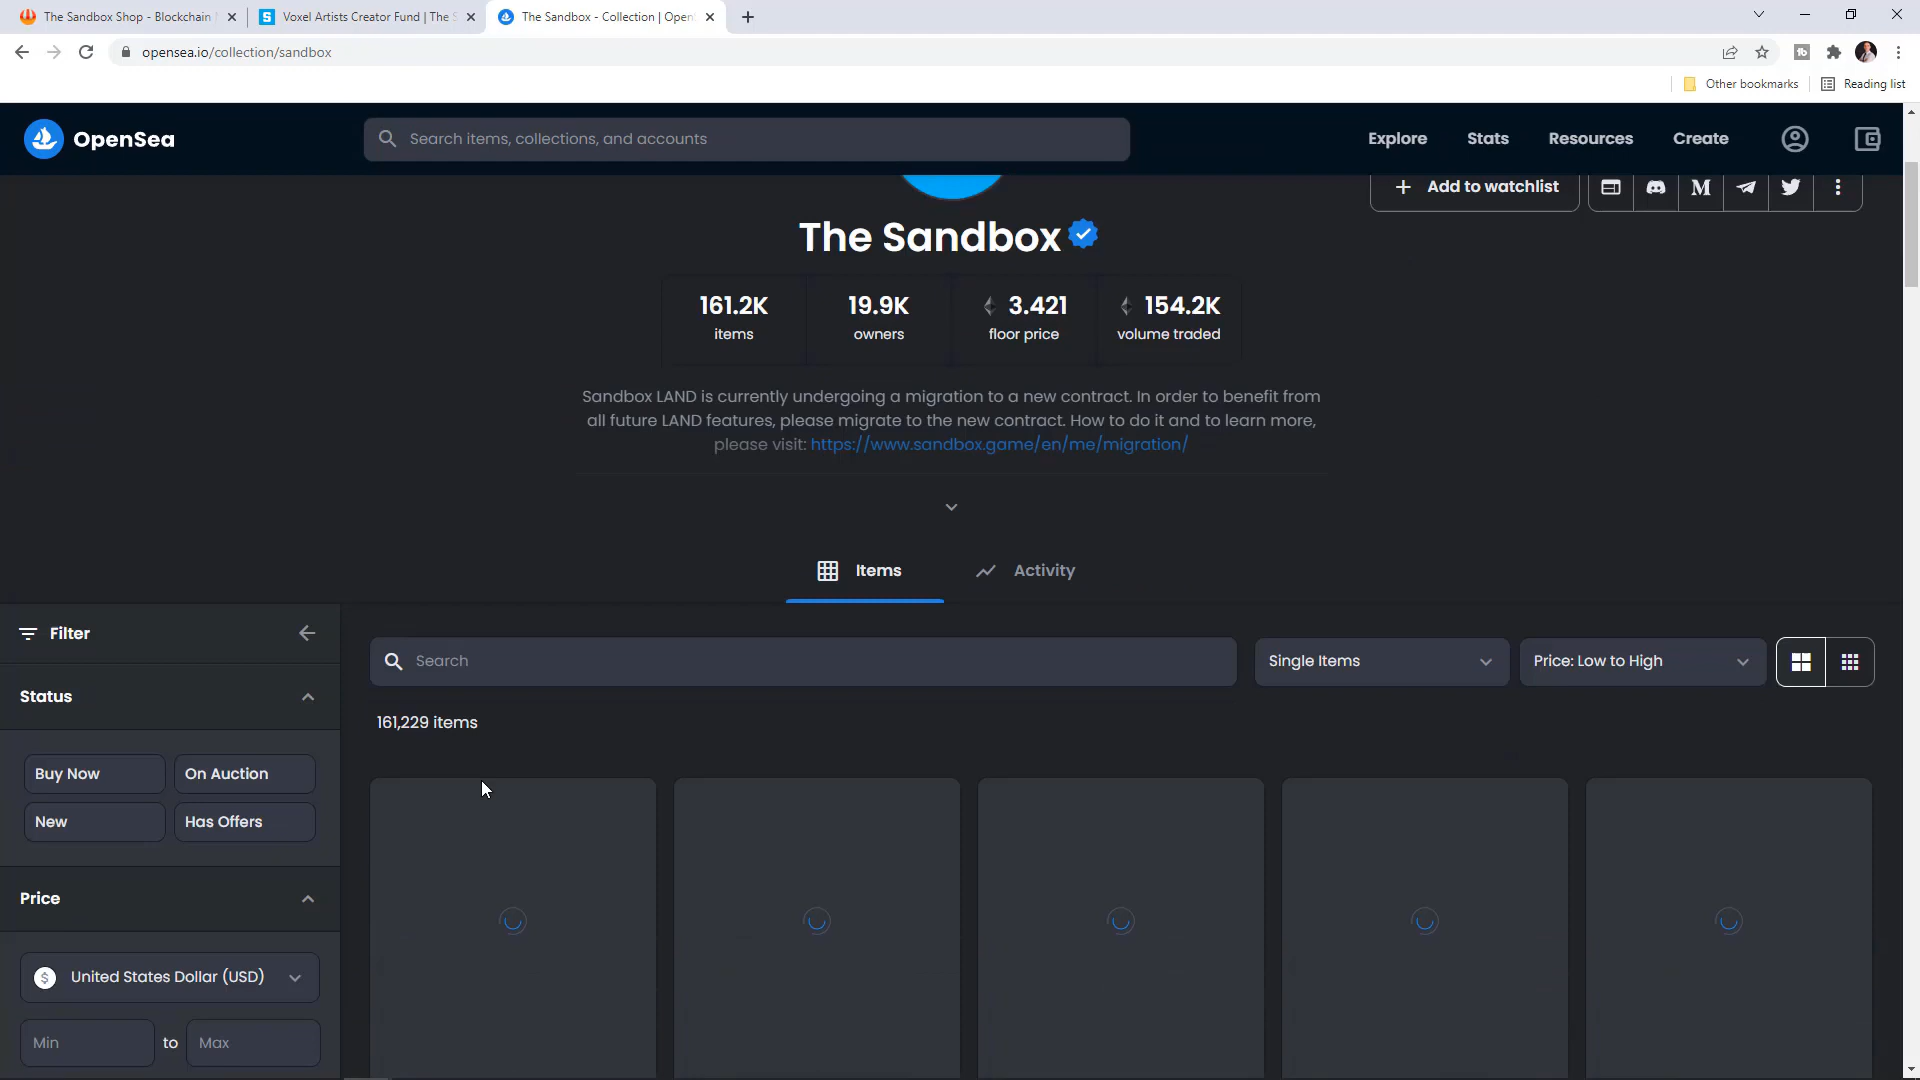 The Sandbox Shop - Blockchain
Voxel Artists Creator Fund | The S
The Sandbox - Collection | Open
opensea.io/collection/sandbox
Other bookmarks
Reading list
OpenSea
Search items, collections, and accounts
Explore
Stats
Resources
Create
Add to watchlist
The Sandbox
161.2K
items
19.9K
owners
3.421
floor price
154.2K
volume traded
Sandbox LAND is currently undergoing a migration to a new contract. In order to benefit from
all future LAND features, please migrate to the new contract. How to do it and to learn more,
please visit: https://www.sandbox.game/en/me/migration/
Items
Activity
Filter
Search
Single Items
Price: Low to High
Status
161,229 items
Buy Now
On Auction
New
Has Offers
Price
$ United States Dollar (USD)
Min
to
Max